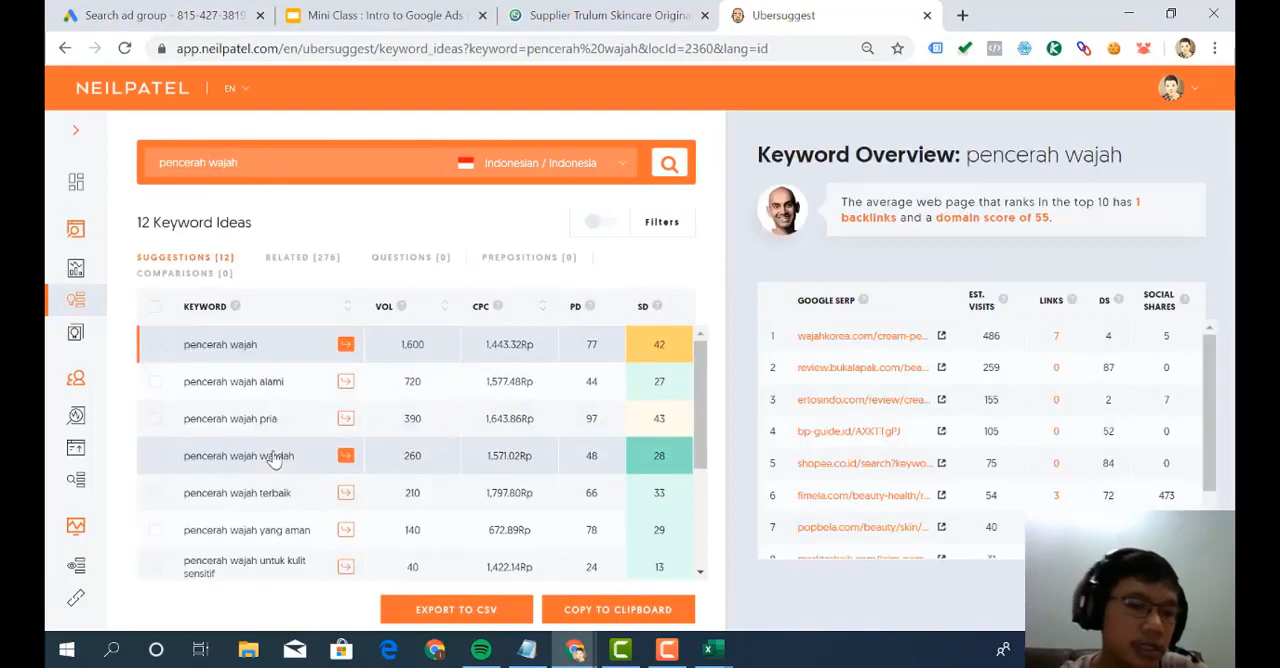 Search ad group - 815-427-3819
Mini Class : Intro to Google Ads
Supplier Trulum Skincare Origina
Ubersuggest
app.neilpatel.com/en/ubersuggest/keyword_ideas?keyword=pencerah%20wajah&locId=2360&lang=id
NEILPATEL
EN
pencerah wajah
Indonesian / Indonesia
12 Keyword Ideas
Filters
SUGGESTIONS (12)
RELATED (276)
QUESTIONS (0)
PREPOSITIONS (0)
COMPARISONS (0)
KEYWORD VOL CPC PD SD
pencerah wajah 1,600 1,443.32Rp 77 42
pencerah wajah alami 720 1,577.48Rp 44 27
pencerah wajah pria 390 1,643.86Rp 97 43
pencerah wajah 260 1,571.02Rp 48 28
pencerah wajah terbaik 210 1,797.80Rp 66 33
pencerah wajah yang aman 140 672.89Rp 78 29
pencerah wajah untuk kulit
sensitif 40 1,422.14Rp 24 13
EXPORT TO CSV
COPY TO CLIPBOARD
Keyword Overview: pencerah wajah
The average web page that ranks in the top 10 has 1
backlinks and a domain score of 55.
GOOGLE SERP EST. VISITS LINKS DS SOCIAL SHARES
1 wajahkorea.com/cream-pe... 486 7 4 5
2 review.bukalapak.com/bea... 259 0 87 0
3 ertosindo.com/review/crea... 155 0 2 7
4 bp-guide.id/AXKTTgPJ 105 0 52 0
5 shopee.co.id/search?keywo... 75 0 84 0
6 fimela.com/beauty-health/r... 54 3 72 473
7 popbela.com/beauty/skin/... 40